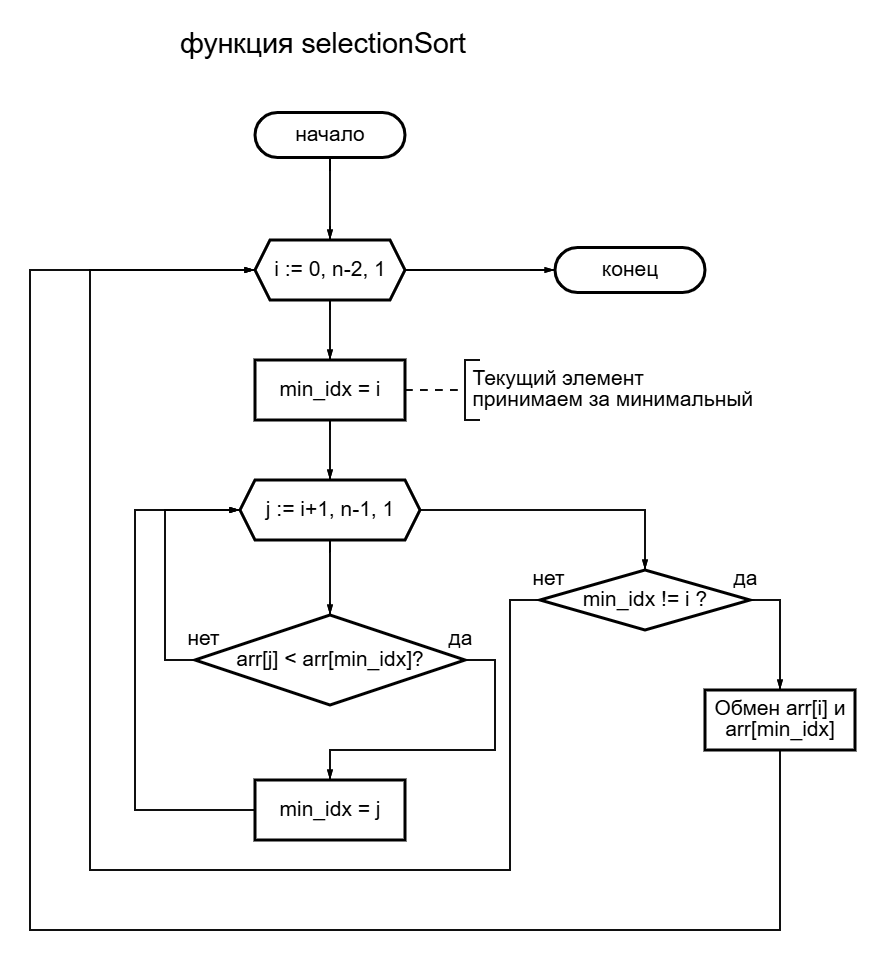 функция selectionSort
начало
i := 0, n-2, 1
конец
min_idx = i
Текущий элемент
принимаем за минимальный
j := i+1, n-1, 1
нет
да
min_idx != i ?
нет
да
arr[j] < arr[min_idx]?
Обмен arr[i] и
arr[min_idx]
min_idx = j